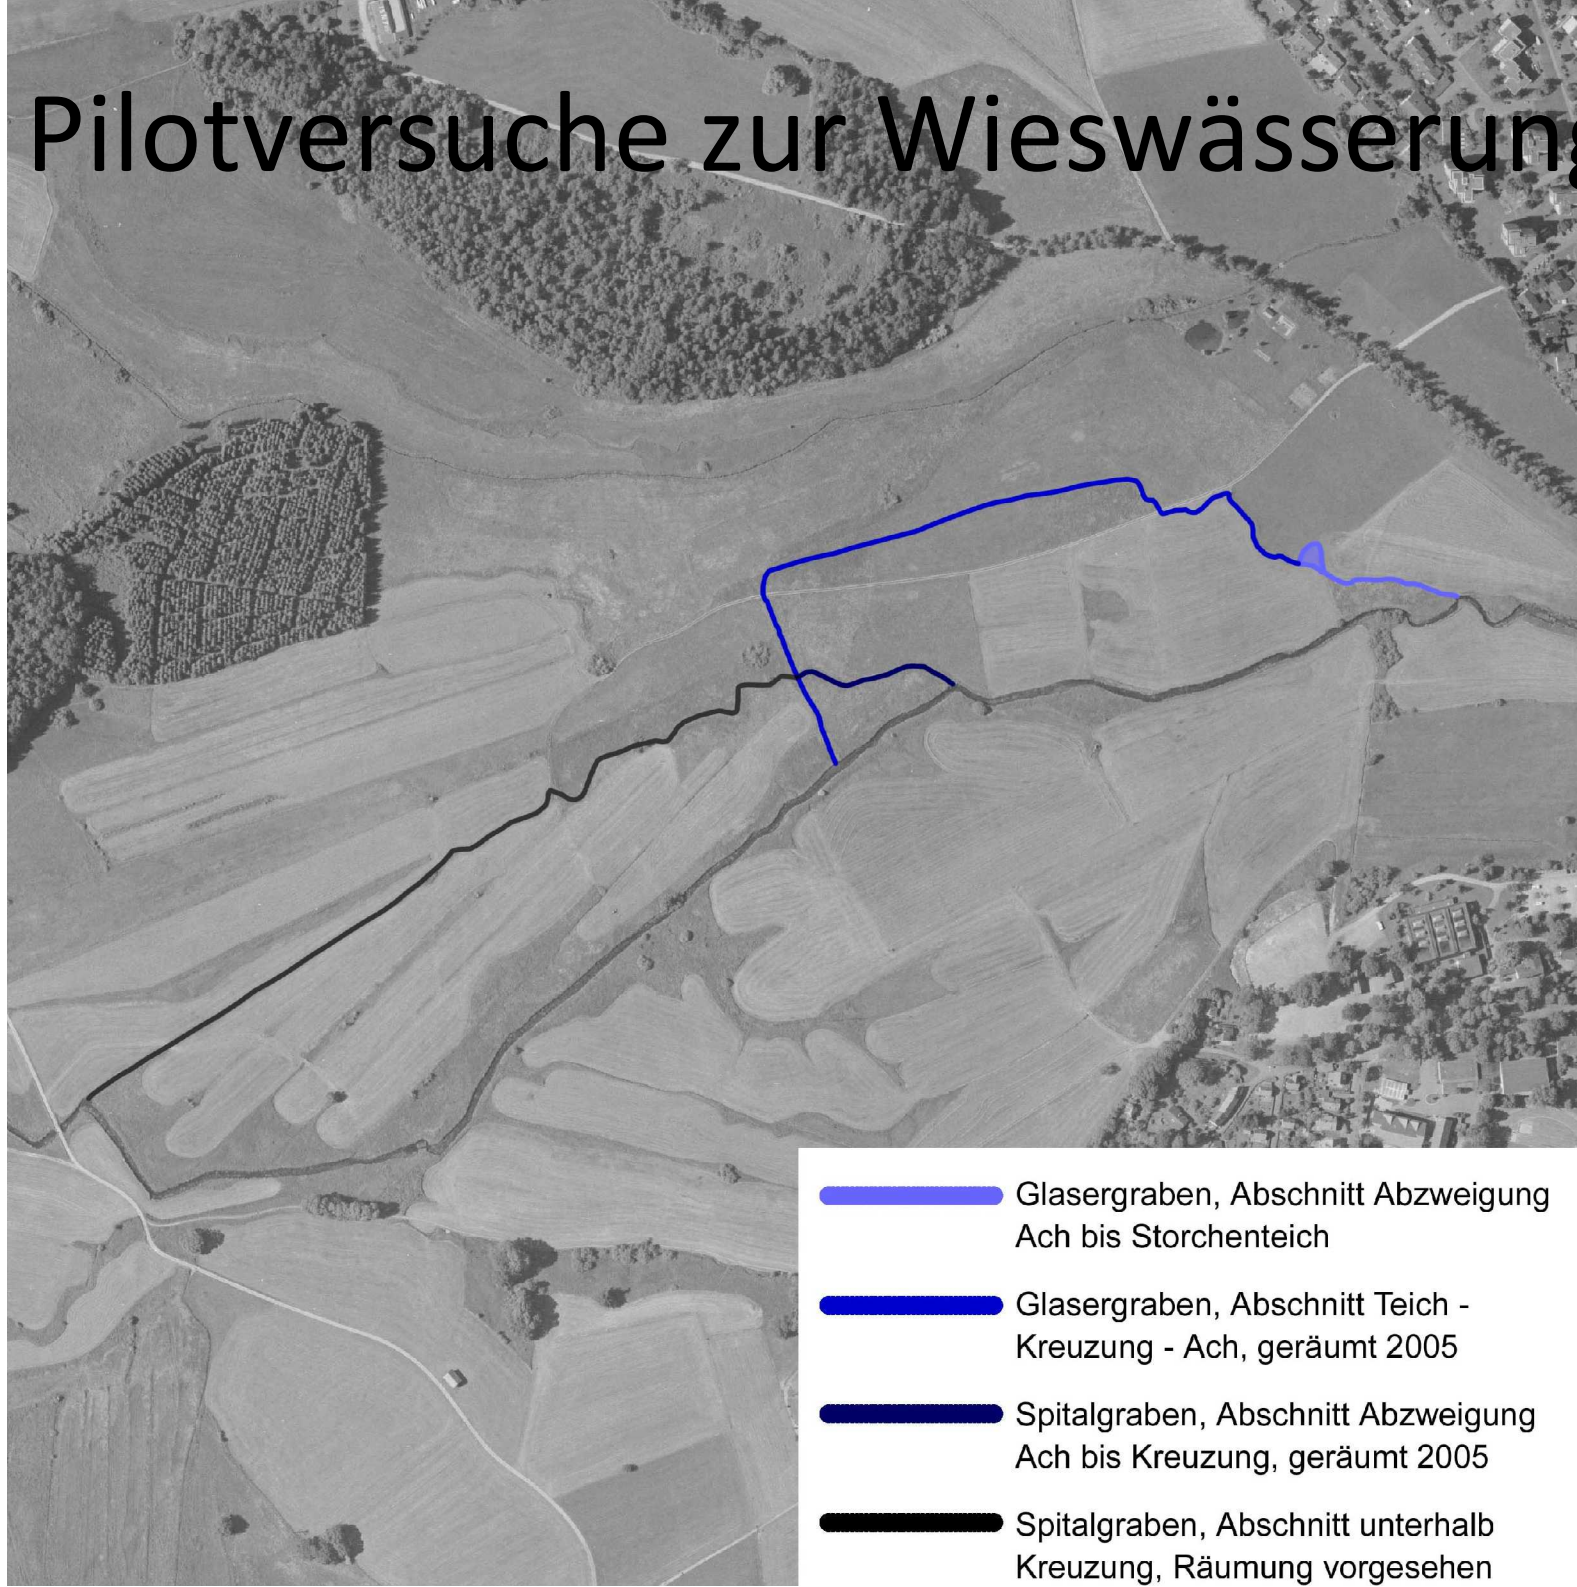 Pilotversuche zur Wieswässerung
Glasergraben, Abschnitt Abzweigung
Ach bis Storchenteich
Glasergraben, Abschnitt Teich -
Kreuzung - Ach, geräumt 2005
Spitalgraben, Abschnitt Abzweigung
Ach bis Kreuzung, geräumt 2005
Spitalgraben, Abschnitt unterhalb
Kreuzung, Räumung vorgesehen